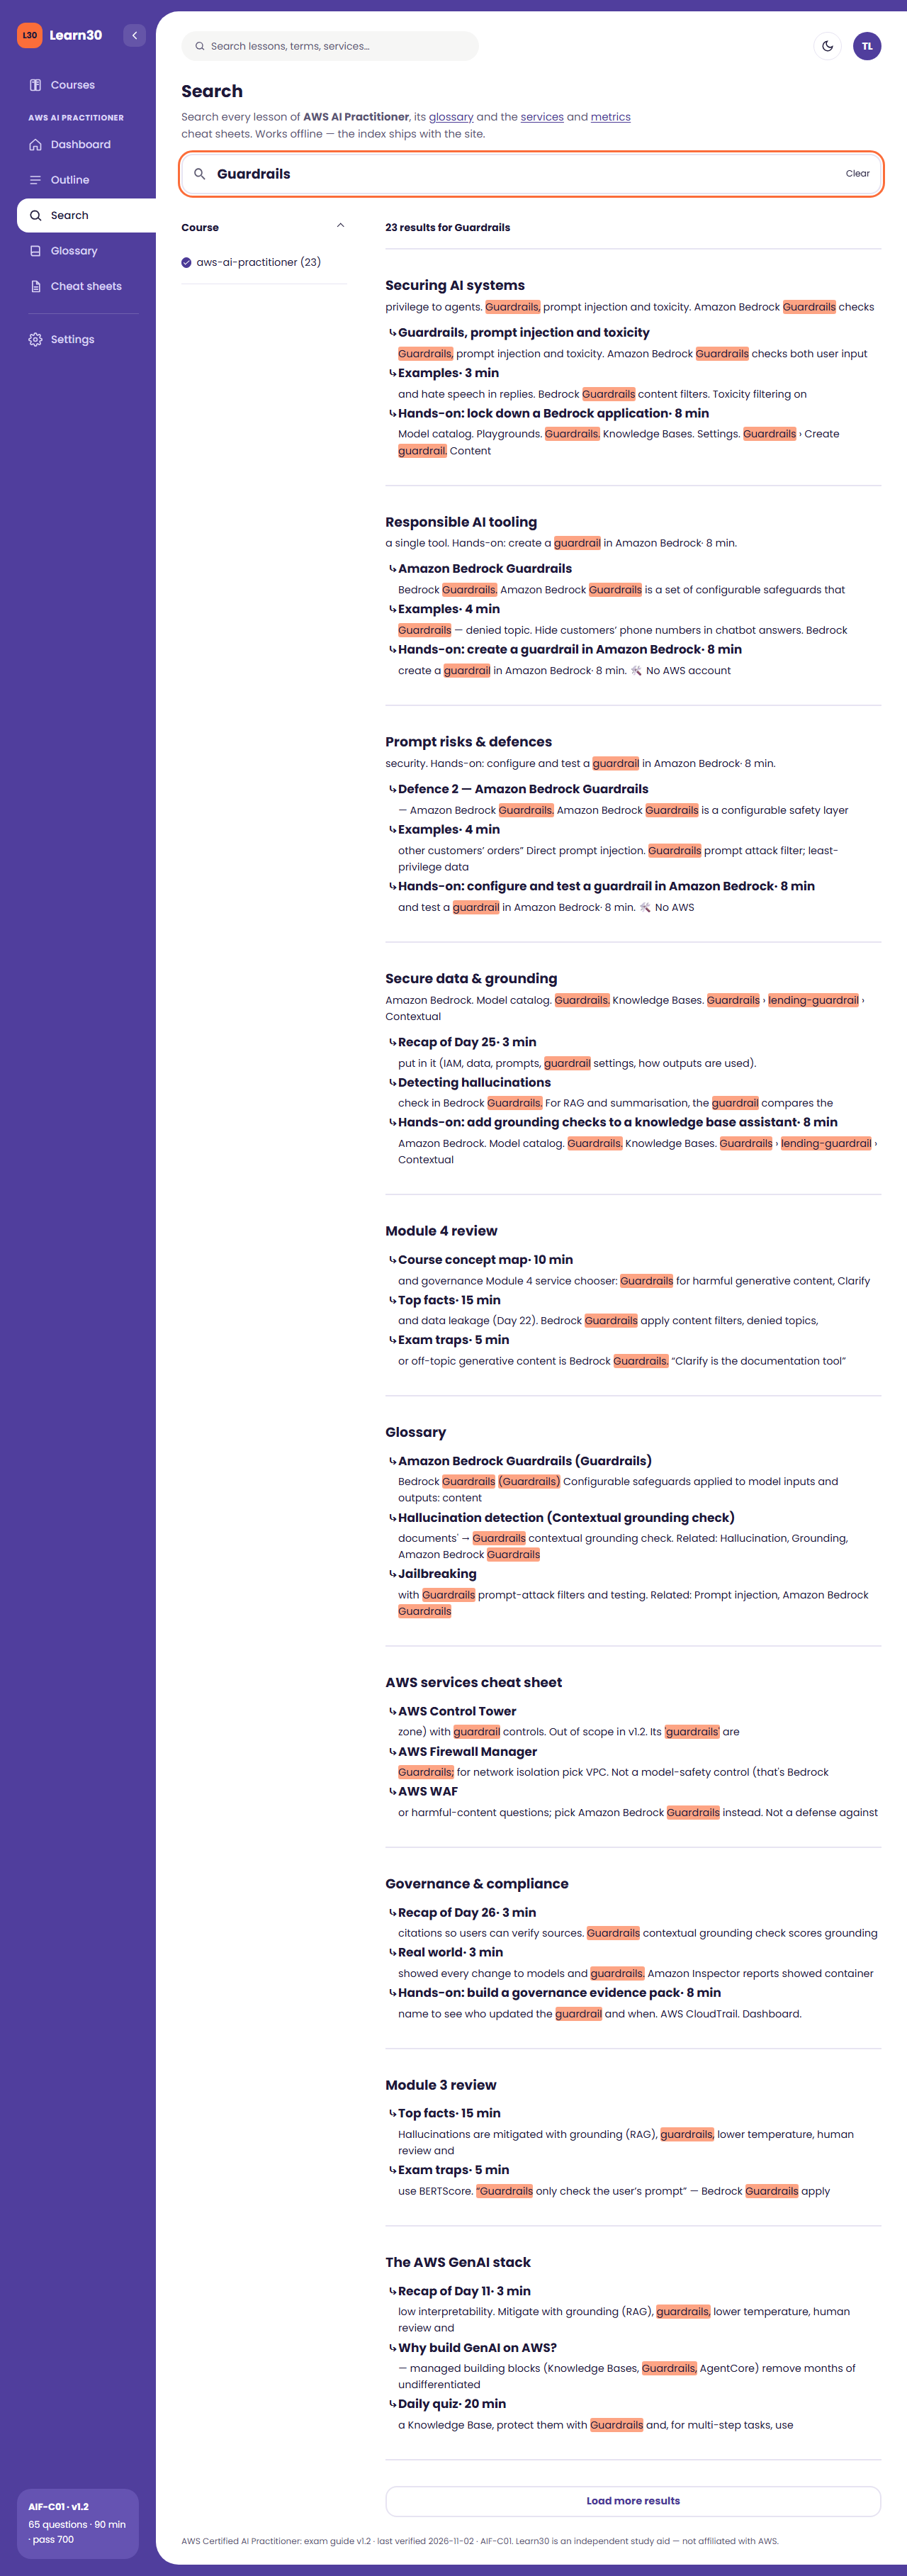 L30 Learn30
Courses
AWS AI PRACTITIONER
Dashboard
Outline
Search
Glossary
Cheat sheets
Settings
AIF-C01 · v1.2
65 questions · 90 min
· pass 700
Search lessons, terms, services…
TL
Search
Search every lesson of AWS AI Practitioner, its glossary and the services and metrics
cheat sheets. Works offline — the index ships with the site.
Guardrails
Clear
Course
aws-ai-practitioner (23)
23 results for Guardrails
Securing AI systems
privilege to agents. Guardrails, prompt injection and toxicity. Amazon Bedrock Guardrails checks
Guardrails, prompt injection and toxicity
Guardrails, prompt injection and toxicity. Amazon Bedrock Guardrails checks both user input
Examples· 3 min
and hate speech in replies. Bedrock Guardrails content filters. Toxicity filtering on
Hands-on: lock down a Bedrock application· 8 min
Model catalog. Playgrounds. Guardrails. Knowledge Bases. Settings. Guardrails › Create
guardrail. Content
Responsible AI tooling
a single tool. Hands-on: create a guardrail in Amazon Bedrock· 8 min.
Amazon Bedrock Guardrails
Bedrock Guardrails. Amazon Bedrock Guardrails is a set of configurable safeguards that
Examples· 4 min
Guardrails — denied topic. Hide customers’ phone numbers in chatbot answers. Bedrock
Hands-on: create a guardrail in Amazon Bedrock· 8 min
create a guardrail in Amazon Bedrock· 8 min. 🛠 No AWS account
Prompt risks & defences
security. Hands-on: configure and test a guardrail in Amazon Bedrock· 8 min.
Defence 2 — Amazon Bedrock Guardrails
— Amazon Bedrock Guardrails. Amazon Bedrock Guardrails is a configurable safety layer
Examples· 4 min
other customers’ orders” Direct prompt injection. Guardrails prompt attack filter; least-
privilege data
Hands-on: configure and test a guardrail in Amazon Bedrock· 8 min
and test a guardrail in Amazon Bedrock· 8 min. 🛠 No AWS
Secure data & grounding
Amazon Bedrock. Model catalog. Guardrails. Knowledge Bases. Guardrails › lending-guardrail ›
Contextual
Recap of Day 25· 3 min
put in it (IAM, data, prompts, guardrail settings, how outputs are used).
Detecting hallucinations
check in Bedrock Guardrails. For RAG and summarisation, the guardrail compares the
Hands-on: add grounding checks to a knowledge base assistant· 8 min
Amazon Bedrock. Model catalog. Guardrails. Knowledge Bases. Guardrails › lending-guardrail ›
Contextual
Module 4 review
Course concept map· 10 min
and governance Module 4 service chooser: Guardrails for harmful generative content, Clarify
Top facts· 15 min
and data leakage (Day 22). Bedrock Guardrails apply content filters, denied topics,
Exam traps· 5 min
or off-topic generative content is Bedrock Guardrails. “Clarify is the documentation tool”
Glossary
Amazon Bedrock Guardrails (Guardrails)
Bedrock Guardrails (Guardrails) Configurable safeguards applied to model inputs and
outputs: content
Hallucination detection (Contextual grounding check)
documents' → Guardrails contextual grounding check. Related: Hallucination, Grounding,
Amazon Bedrock Guardrails
Jailbreaking
with Guardrails prompt-attack filters and testing. Related: Prompt injection, Amazon Bedrock
Guardrails
AWS services cheat sheet
AWS Control Tower
zone) with guardrail controls. Out of scope in v1.2. Its 'guardrails' are
AWS Firewall Manager
Guardrails; for network isolation pick VPC. Not a model-safety control (that's Bedrock
AWS WAF
or harmful-content questions; pick Amazon Bedrock Guardrails instead. Not a defense against
Governance & compliance
Recap of Day 26· 3 min
citations so users can verify sources. Guardrails contextual grounding check scores grounding
Real world· 3 min
showed every change to models and guardrails. Amazon Inspector reports showed container
Hands-on: build a governance evidence pack· 8 min
name to see who updated the guardrail and when. AWS CloudTrail. Dashboard.
Module 3 review
Top facts· 15 min
Hallucinations are mitigated with grounding (RAG), guardrails, lower temperature, human
review and
Exam traps· 5 min
use BERTScore. “Guardrails only check the user’s prompt” — Bedrock Guardrails apply
The AWS GenAI stack
Recap of Day 11· 3 min
low interpretability. Mitigate with grounding (RAG), guardrails, lower temperature, human
review and
Why build GenAI on AWS?
— managed building blocks (Knowledge Bases, Guardrails, AgentCore) remove months of
undifferentiated
Daily quiz· 20 min
a Knowledge Base, protect them with Guardrails and, for multi-step tasks, use
Load more results
AWS Certified AI Practitioner: exam guide v1.2 · last verified 2026-11-02 · AIF-C01. Learn30 is an independent study aid — not affiliated with AWS.